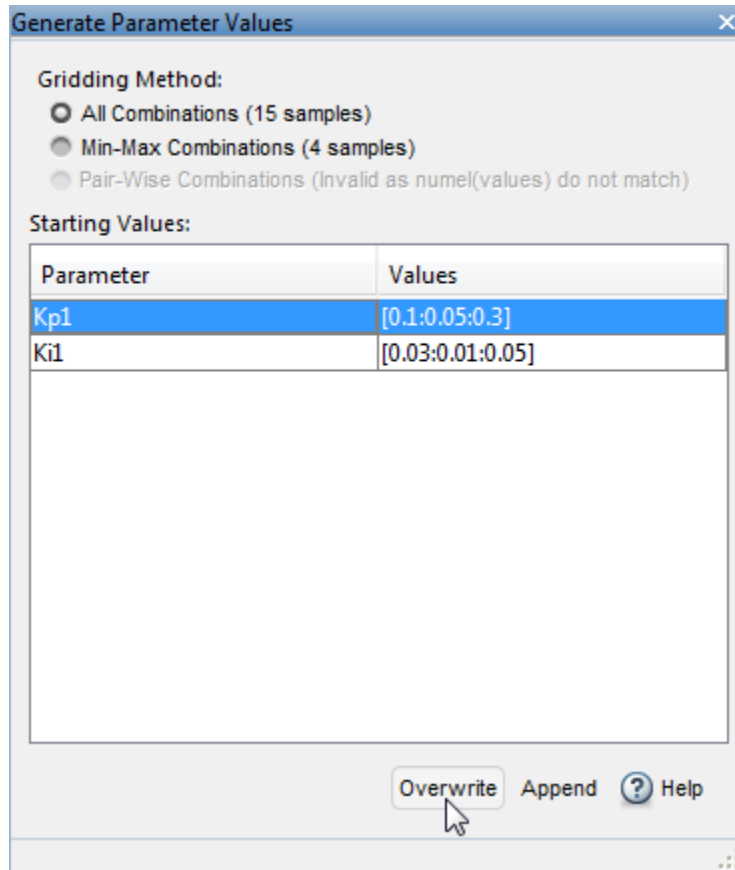 Generate Parameter Values
Gridding Method:
All Combinations (15 samples)
Min-Max Combinations (4 samples)
Pair-Wise Combinations (Invalid as numel(values) do not match)
Starting Values:
Parameter Values
Kp1 [0.1:0.05:0.3]
Ki1 [0.03:0.01:0.05]
Overwrite Append ? Help